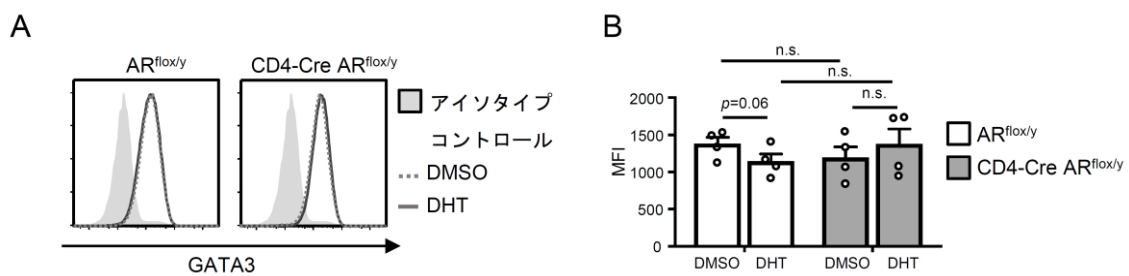 A
AR^flox/y
CD4-Cre AR^flox/y
アイソタイプ
コントロール
DMSO
DHT
GATA3
B
n.s.
n.s.
n.s.
p=0.06
MFI
2000
1500
1000
500
0
DMSO DHT DMSO DHT
AR^flox/y
CD4-Cre AR^flox/y